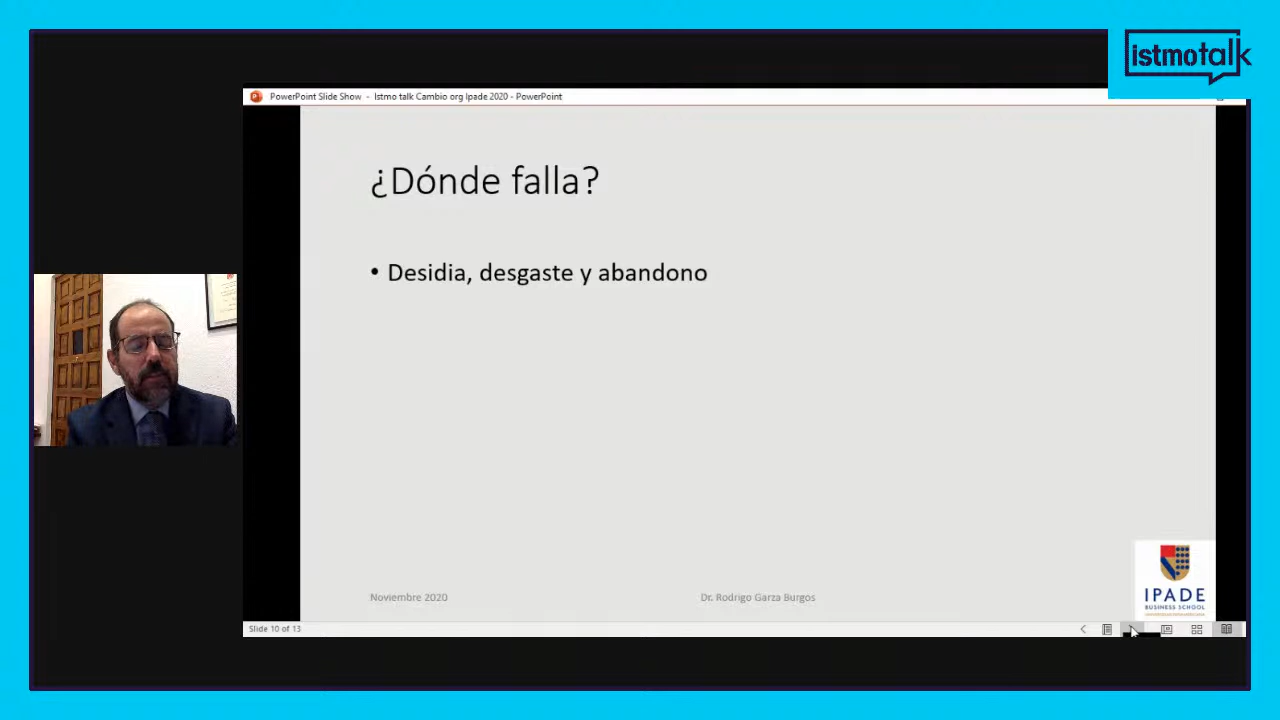 istmotalk
PowerPoint Slide Show - Istmo talk Cambio org Ipade 2020 - PowerPoint
¿Dónde falla?
• Desidia, desgaste y abandono
Noviembre 2020
Dr. Rodrigo Garza Burgos
IPADE
BUSINESS SCHOOL
Slide 10 of 13